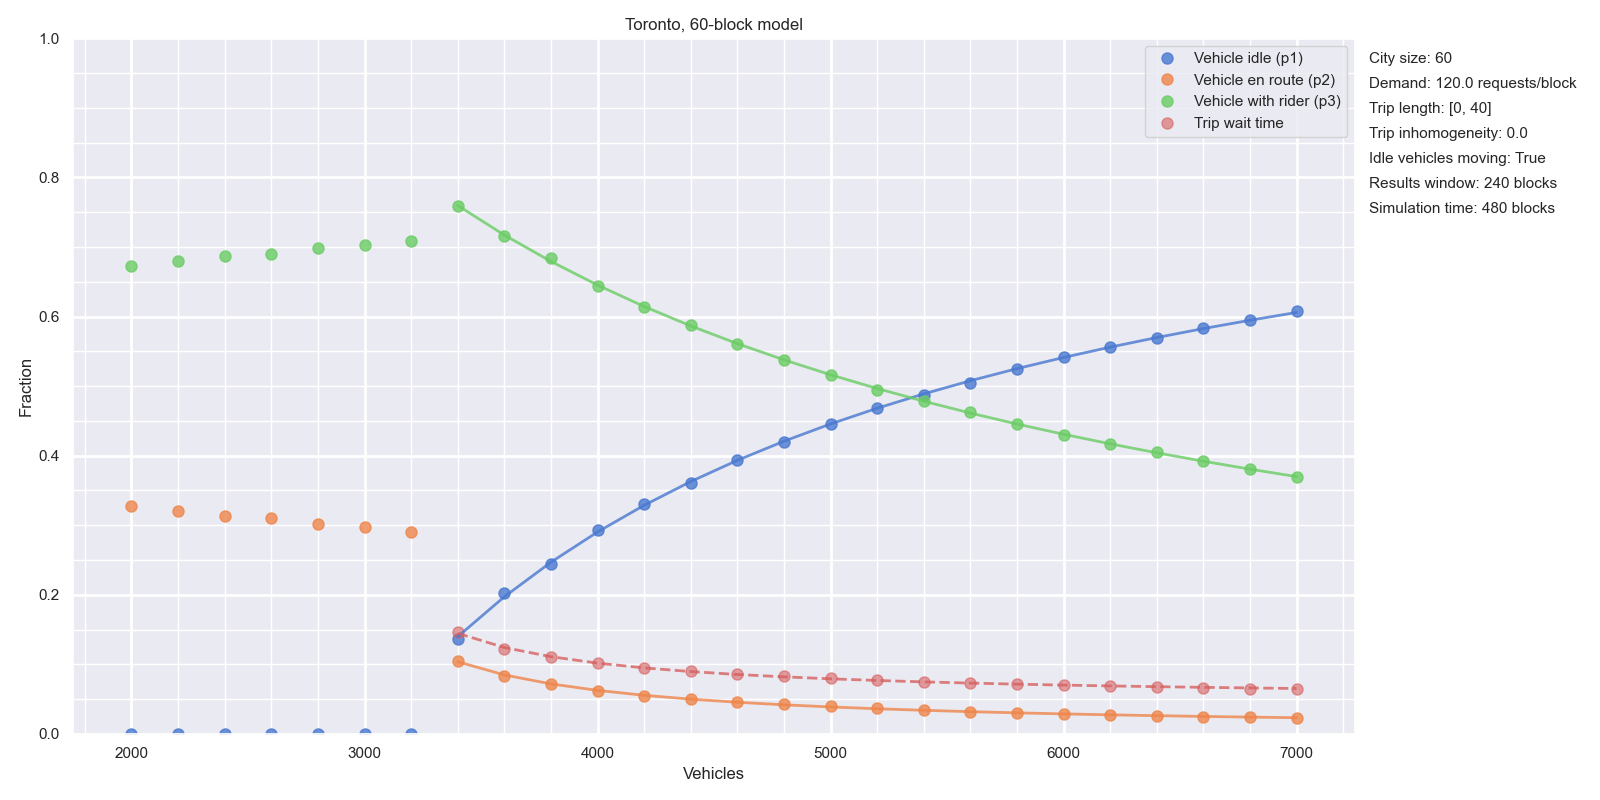 Toronto, 60-block model
1.0
0.8
0.6
0.4
0.2
0.0
Fraction
2000
3000
4000
5000
6000
7000
Vehicles
Vehicle idle (p1)
Vehicle en route (p2)
Vehicle with rider (p3)
Trip wait time
City size: 60
Demand: 120.0 requests/block
Trip length: [0, 40]
Trip inhomogeneity: 0.0
Idle vehicles moving: True
Results window: 240 blocks
Simulation time: 480 blocks